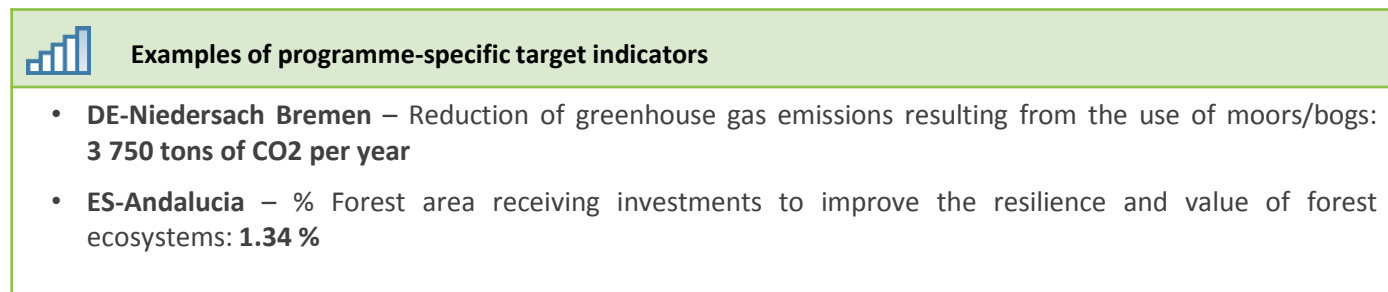 Examples of programme-specific target indicators
• DE-Niedersach Bremen – Reduction of greenhouse gas emissions resulting from the use of moors/bogs:
3 750 tons of CO2 per year
• ES-Andalucia – % Forest area receiving investments to improve the resilience and value of forest
ecosystems: 1.34 %